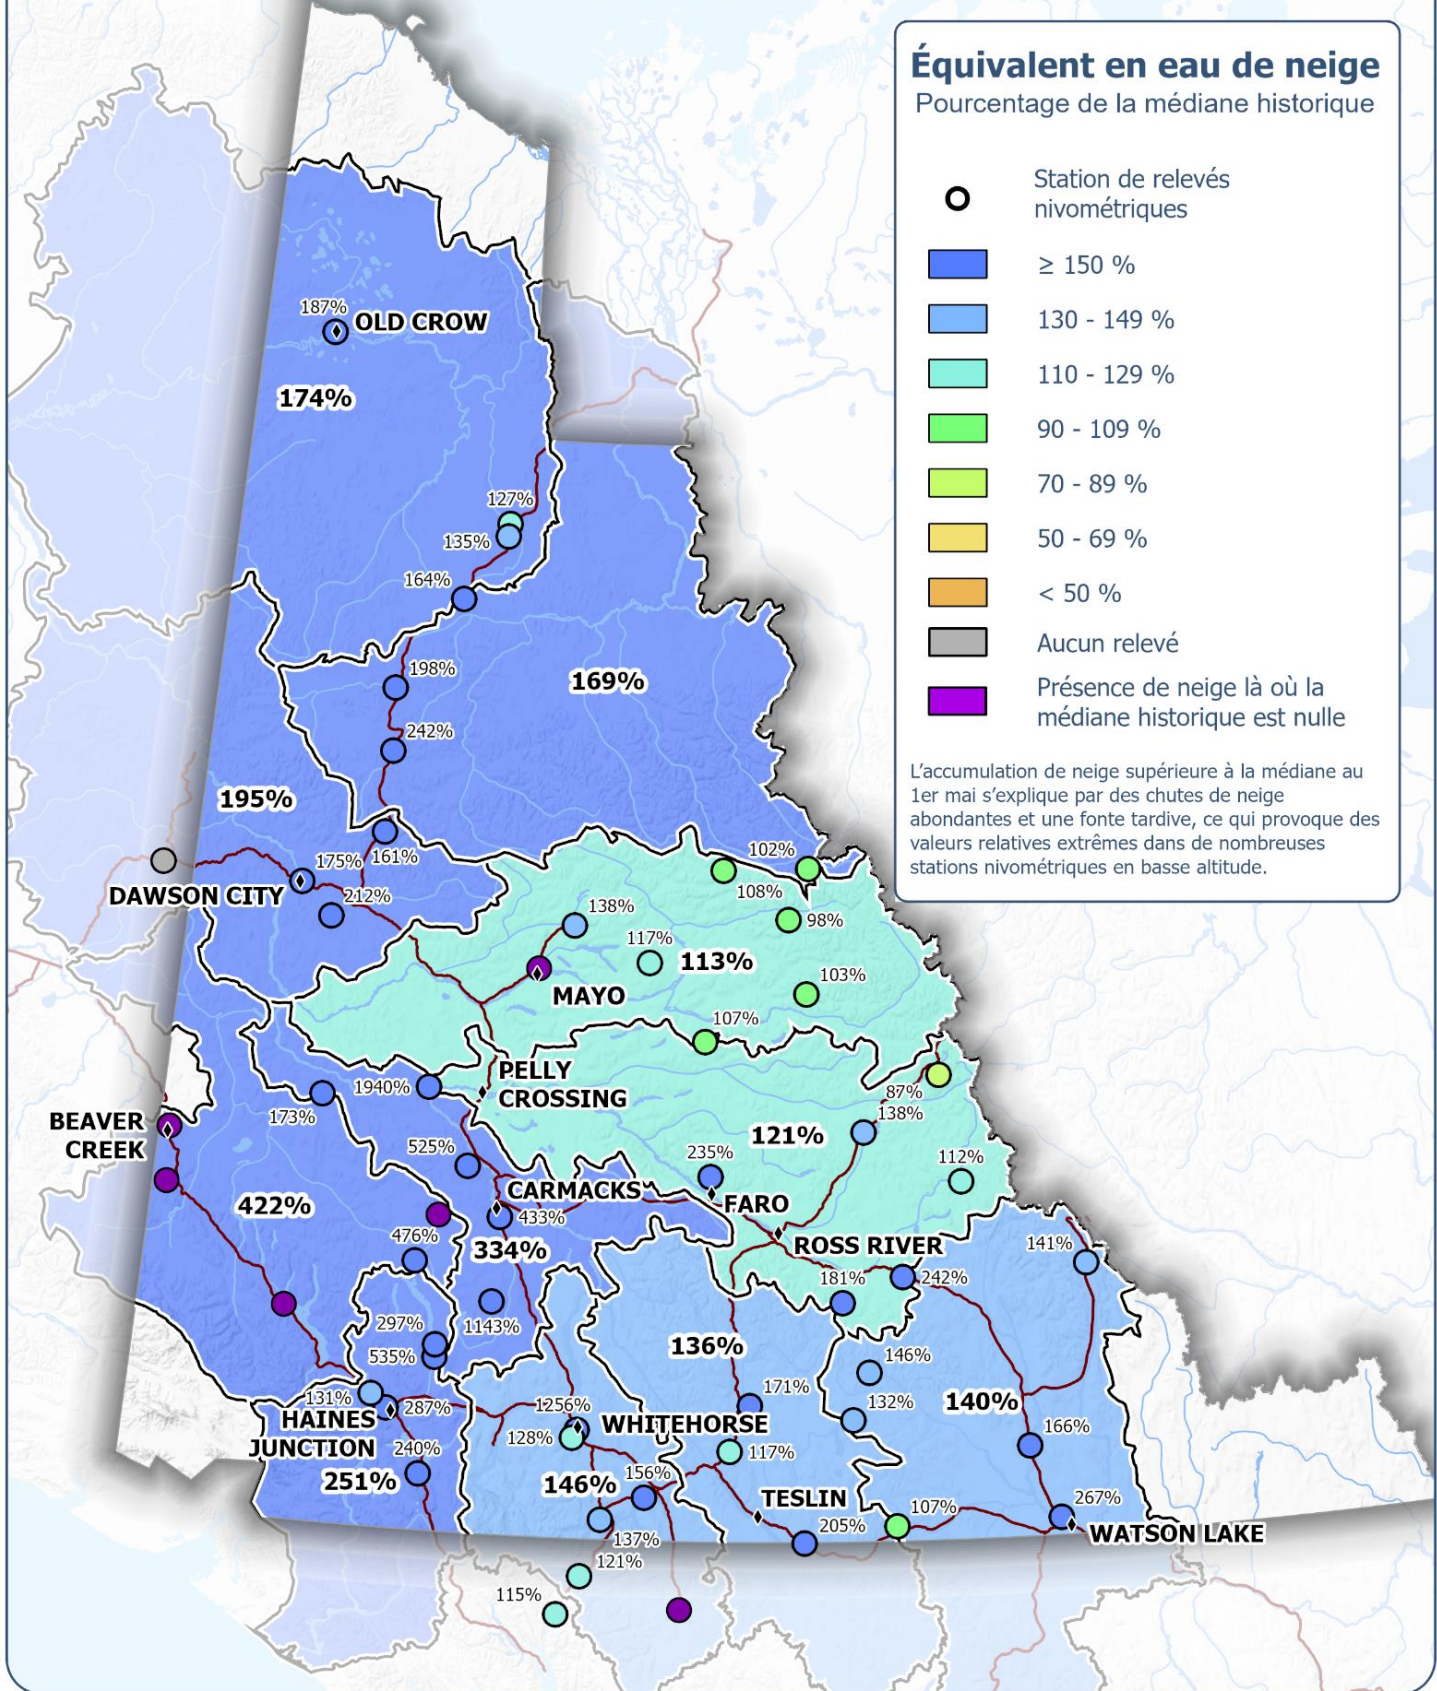 Équivalent en eau de neige
Pourcentage de la médiane historique
Station de relevés
nivométriques
≥ 150 %
130 - 149 %
110 - 129 %
90 - 109 %
70 - 89 %
50 - 69 %
< 50 %
Aucun relevé
Présence de neige là où la
médiane historique est nulle
L'accumulation de neige supérieure à la médiane au
1er mai s'explique par des chutes de neige
abondantes et une fonte tardive, ce qui provoque des
valeurs relatives extrêmes dans de nombreuses
stations nivométriques en basse altitude.
187%
OLD CROW
174%
127%
135%
164%
198%
169%
242%
195%
175%
161%
102%
DAWSON CITY
212%
108%
138%
98%
117%
113%
103%
MAYO
107%
PELLY
CROSSING
1940%
87%
173%
138%
BEAVER
CREEK
121%
525%
235%
112%
CARMACKS
422%
FARO
433%
476%
334%
ROSS RIVER
141%
181%
242%
297%
1143%
535%
136%
146%
171%
131%
287%
132%
140%
HAINES
JUNCTION
1256%
WHITEHORSE
128%
166%
240%
117%
251%
146%
156%
TESLIN
267%
205%
107%
WATSON LAKE
137%
121%
115%